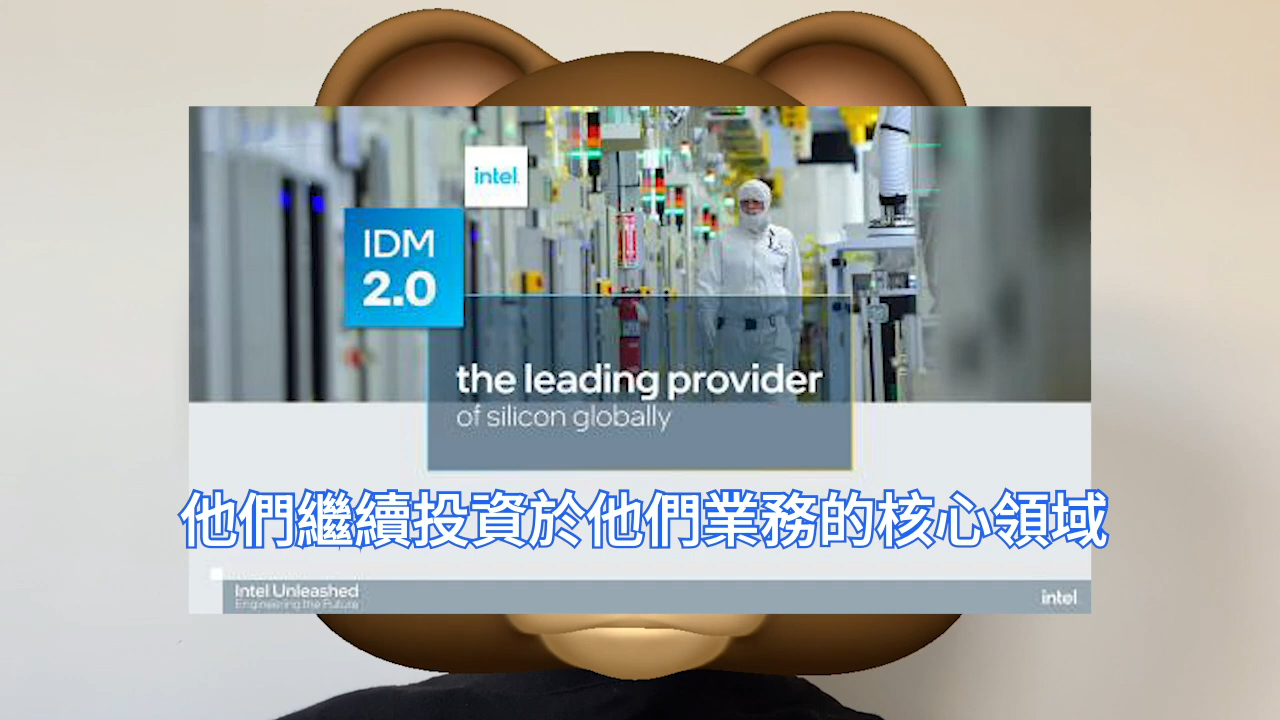 intel
IDM
2.0
the leading provider
of silicon globally
他們繼續投資於他們業務的核心領域
Intel Unleashed
Engineering the Future
intel